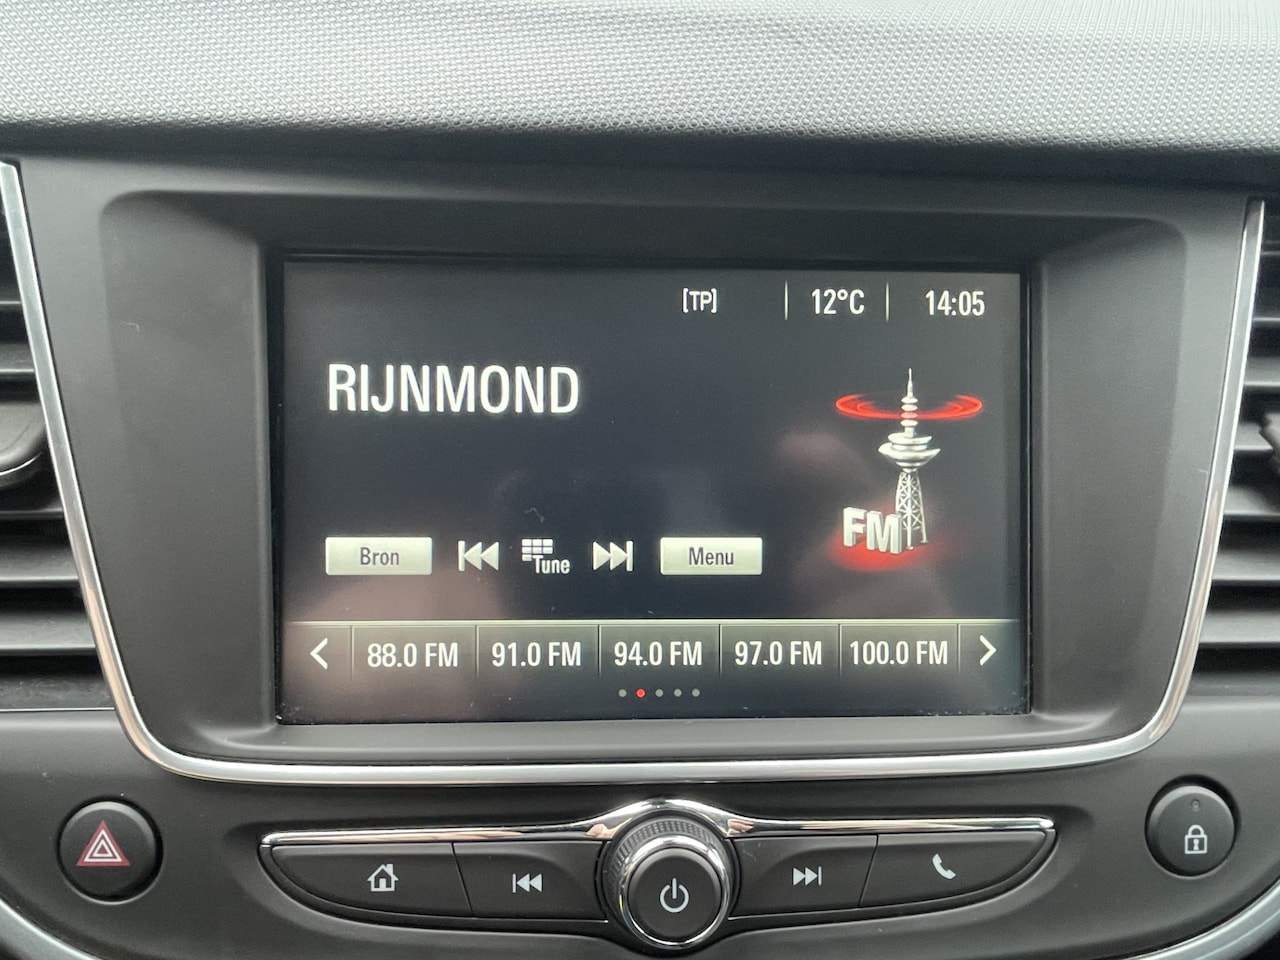 [TP] 12°C 14:05
RIJNMOND
FM
Bron Tune Menu
88.0 FM 91.0 FM 94.0 FM 97.0 FM 100.0 FM